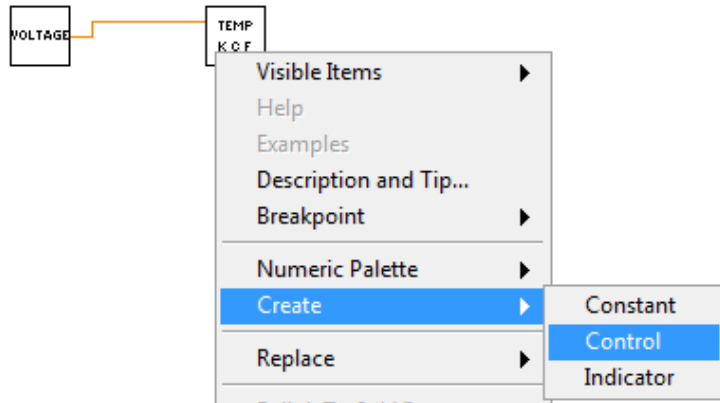 VOLTAGE
TEMP
K C F
Visible Items
Help
Examples
Description and Tip...
Breakpoint
Numeric Palette
Create
Constant
Control
Replace
Indicator